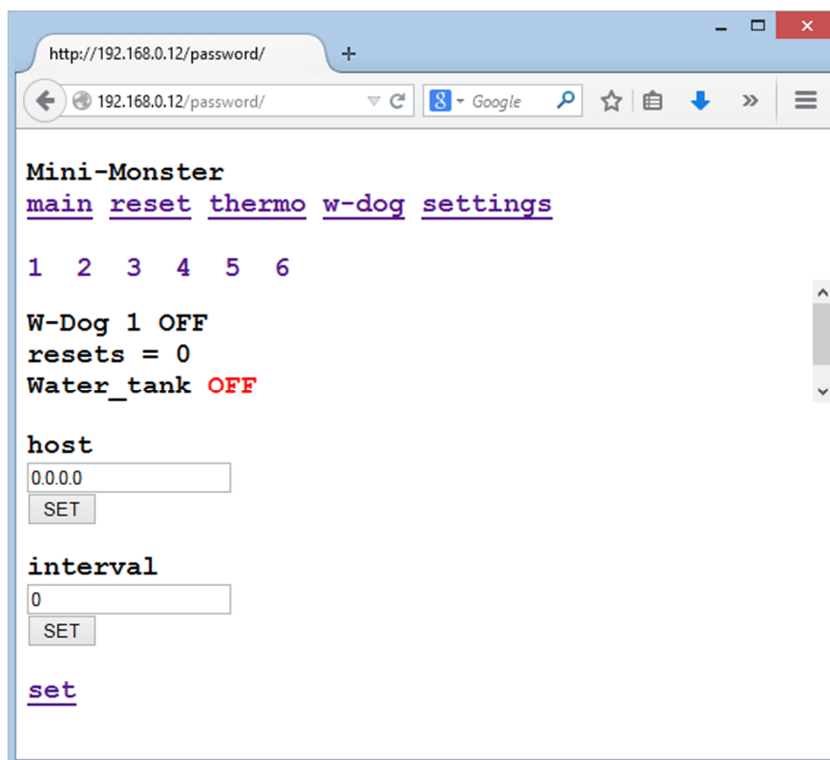 http://192.168.0.12/password/
192.168.0.12/password/ 8 Google
Mini-Monster
main reset thermo w-dog settings
1 2 3 4 5 6
W-Dog 1 OFF
resets = 0
Water_tank OFF
host
0.0.0.0
SET
interval
0
SET
set